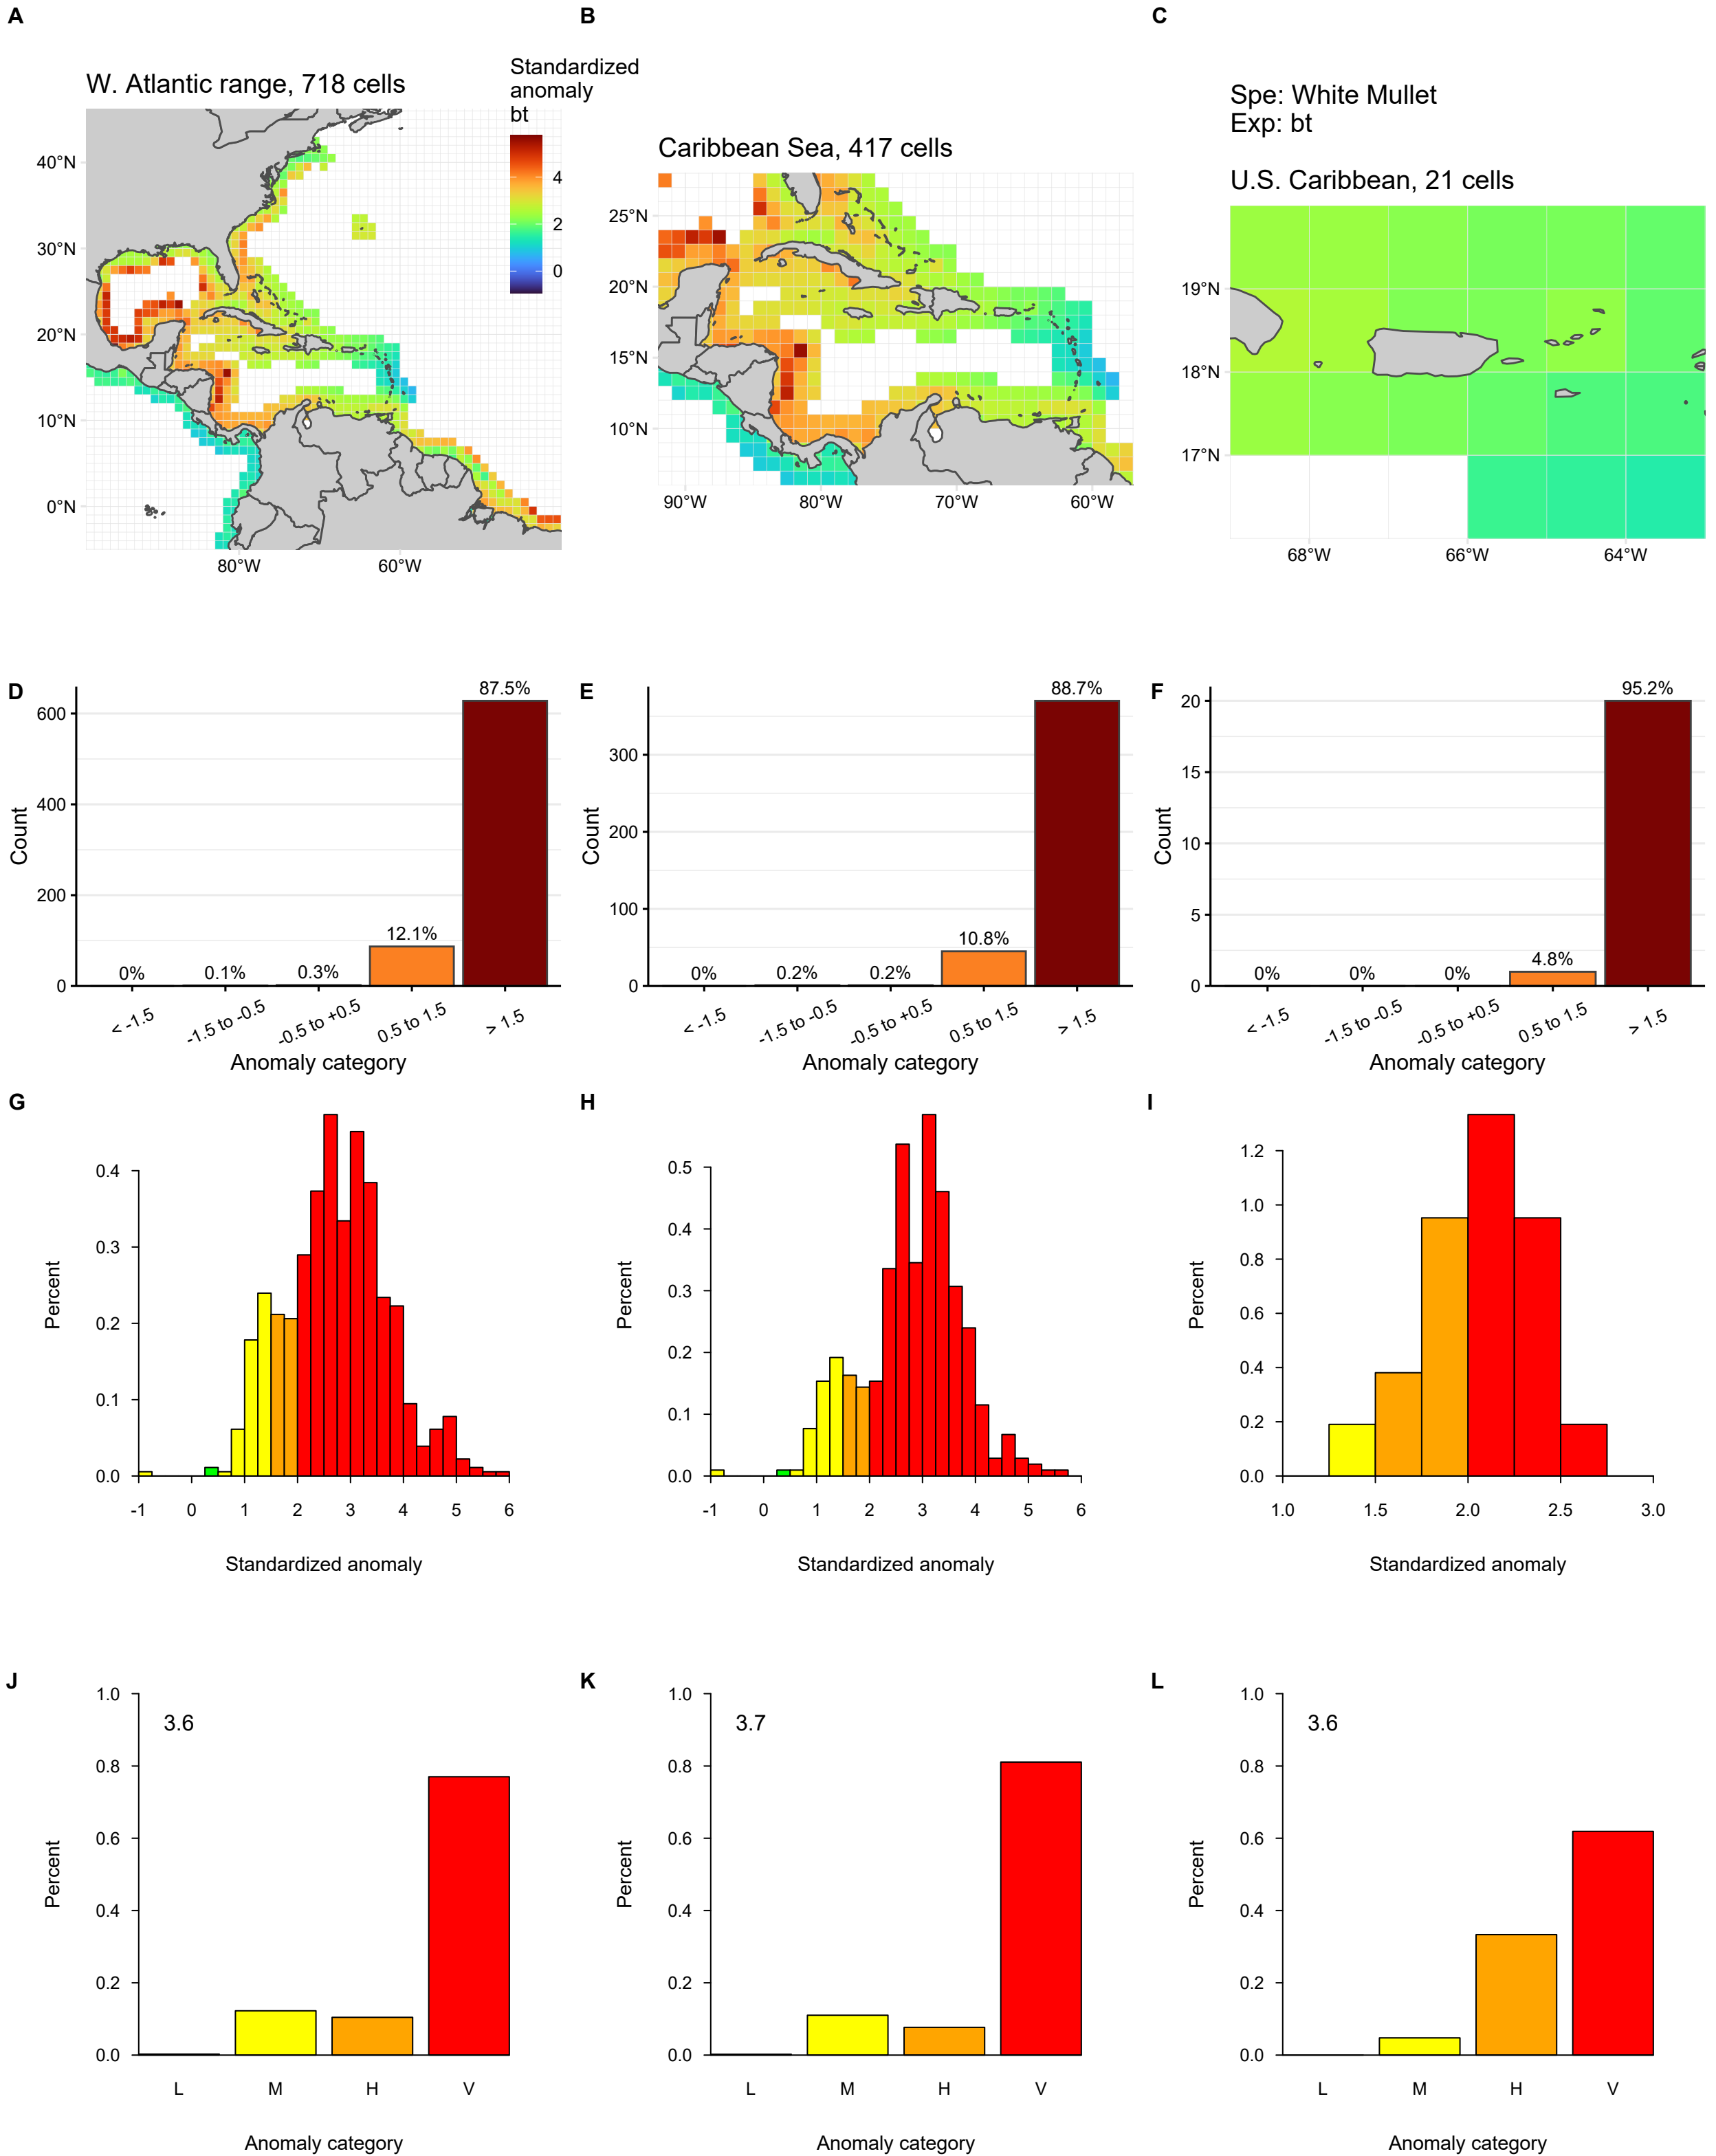 A
B
C
W. Atlantic range, 718 cells
Standardized
anomaly
bt
4
2
0
40°N
30°N
20°N
10°N
0°N
80°W
60°W
Caribbean Sea, 417 cells
25°N
20°N
15°N
10°N
90°W
80°W
70°W
60°W
Spe: White Mullet
Exp: bt
U.S. Caribbean, 21 cells
19°N
18°N
17°N
68°W
66°W
64°W
D
Count
600
400
200
0
0%
0.1%
0.3%
12.1%
87.5%
< -1.5
-1.5 to -0.5
-0.5 to +0.5
0.5 to 1.5
> 1.5
Anomaly category
E
Count
300
200
100
0
0%
0.2%
0.2%
10.8%
88.7%
< -1.5
-1.5 to -0.5
-0.5 to +0.5
0.5 to 1.5
> 1.5
Anomaly category
F
Count
20
15
10
5
0
0%
0%
0%
4.8%
95.2%
< -1.5
-1.5 to -0.5
-0.5 to +0.5
0.5 to 1.5
> 1.5
Anomaly category
G
Percent
0.4
0.3
0.2
0.1
0.0
-1 0 1 2 3 4 5 6
Standardized anomaly
H
Percent
0.5
0.4
0.3
0.2
0.1
0.0
-1 0 1 2 3 4 5 6
Standardized anomaly
I
Percent
1.2
1.0
0.8
0.6
0.4
0.2
0.0
1.0 1.5 2.0 2.5 3.0
Standardized anomaly
J
3.6
Percent
1.0
0.8
0.6
0.4
0.2
0.0
L M H V
Anomaly category
K
3.7
Percent
1.0
0.8
0.6
0.4
0.2
0.0
L M H V
Anomaly category
L
3.6
Percent
1.0
0.8
0.6
0.4
0.2
0.0
L M H V
Anomaly category